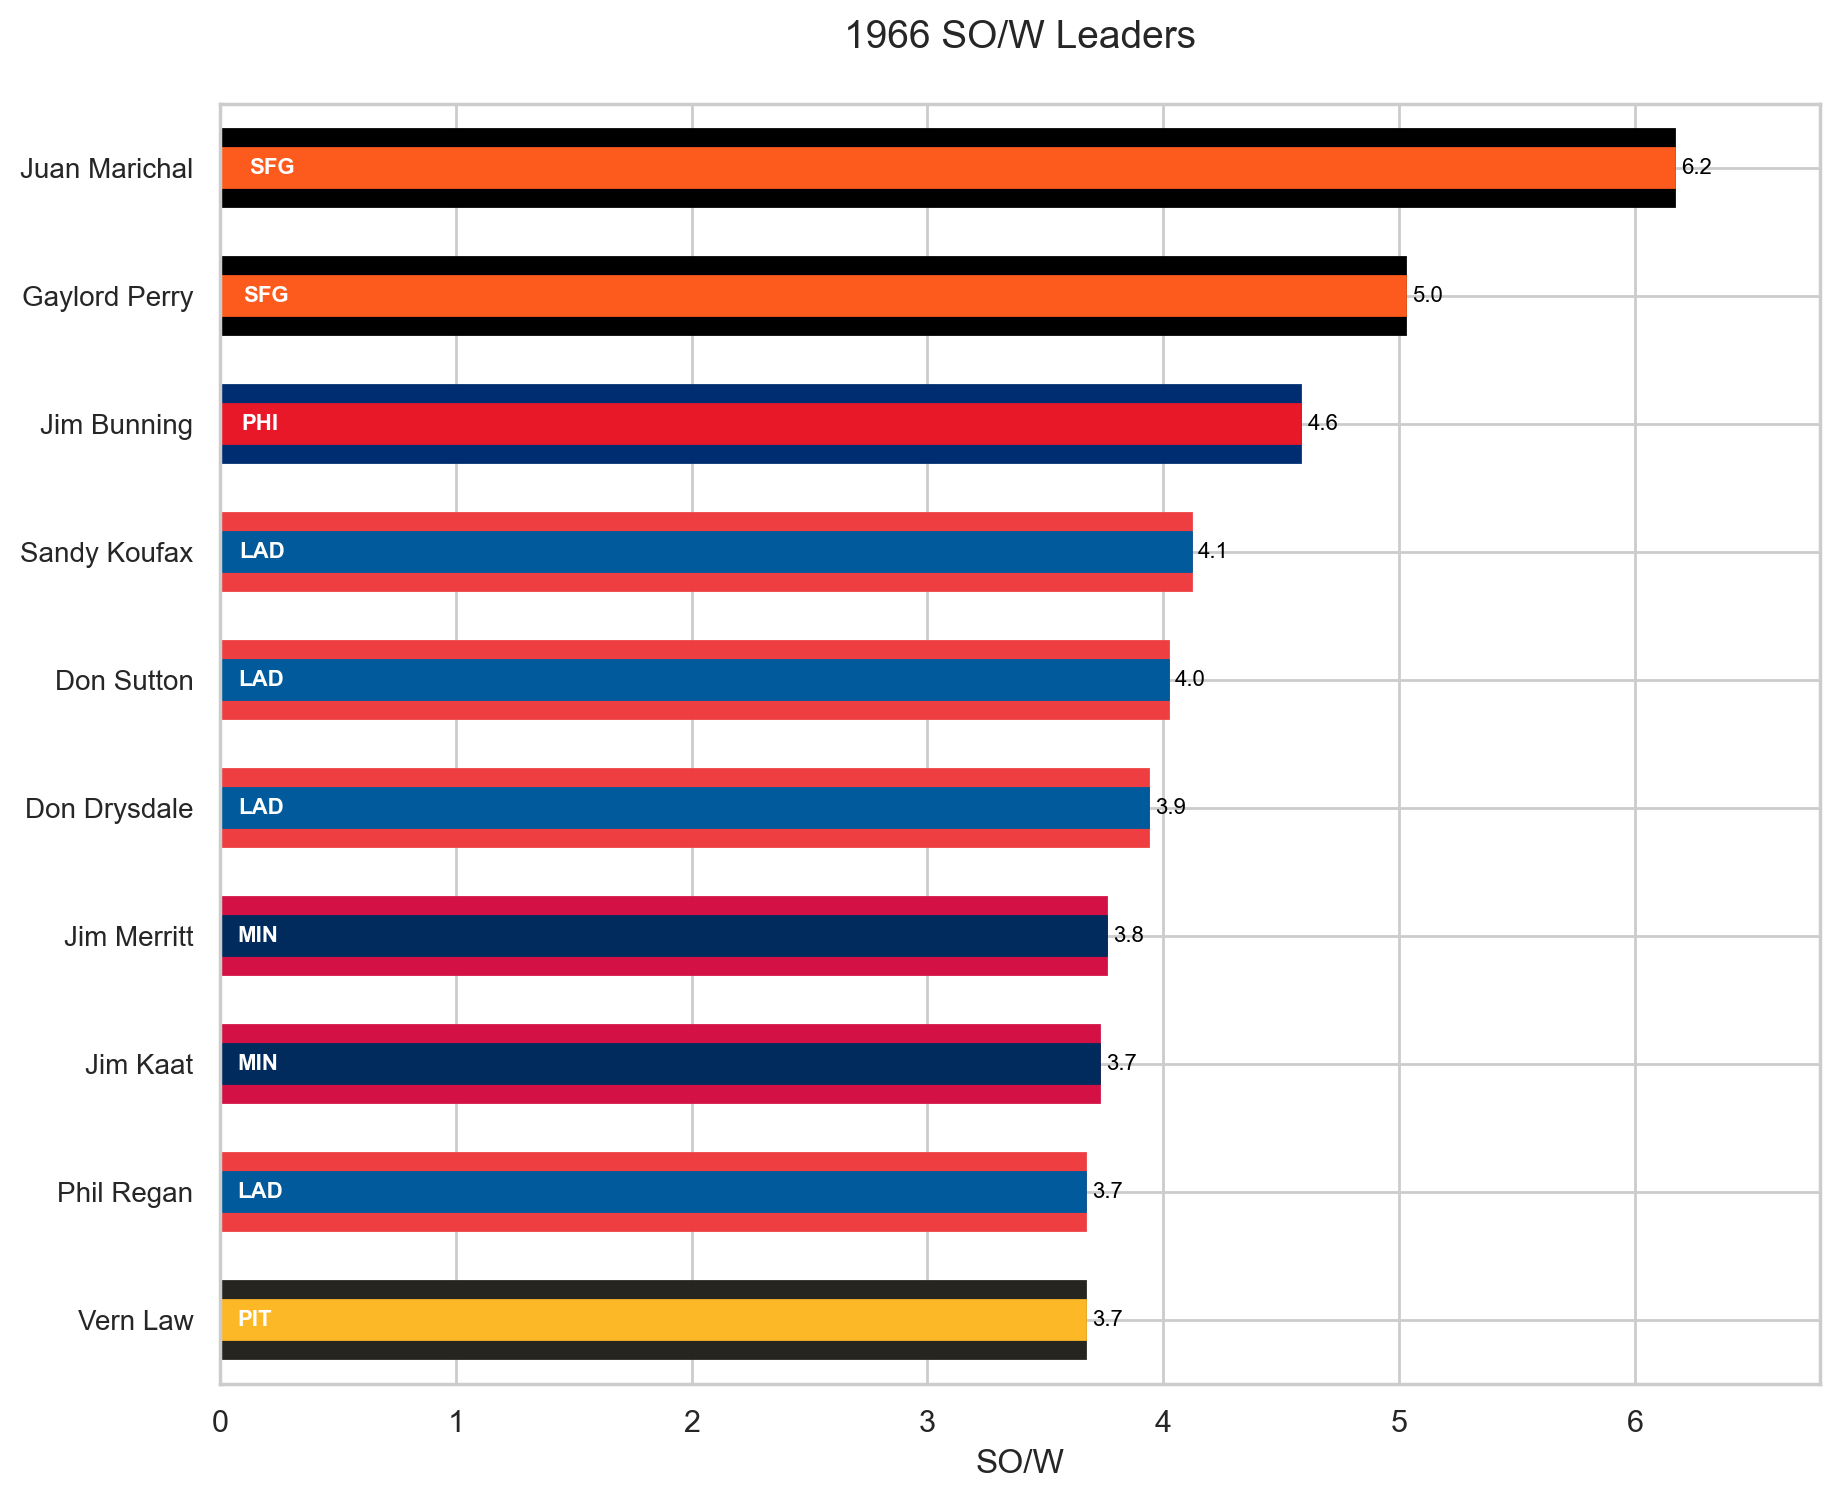 1966 SO/W Leaders
Juan Marichal SFG 6.2
Gaylord Perry SFG 5.0
Jim Bunning PHI 4.6
Sandy Koufax LAD 4.1
Don Sutton LAD 4.0
Don Drysdale LAD 3.9
Jim Merritt MIN 3.8
Jim Kaat MIN 3.7
Phil Regan LAD 3.7
Vern Law PIT 3.7
0 1 2 3 4 5 6
SO/W